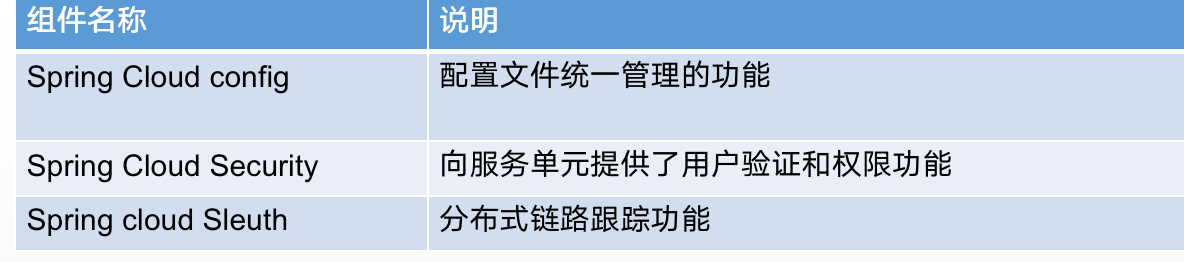 组件名称 说明
Spring Cloud config 配置文件统一管理的功能
Spring Cloud Security 向服务单元提供了用户验证和权限功能
Spring cloud Sleuth 分布式链路跟踪功能